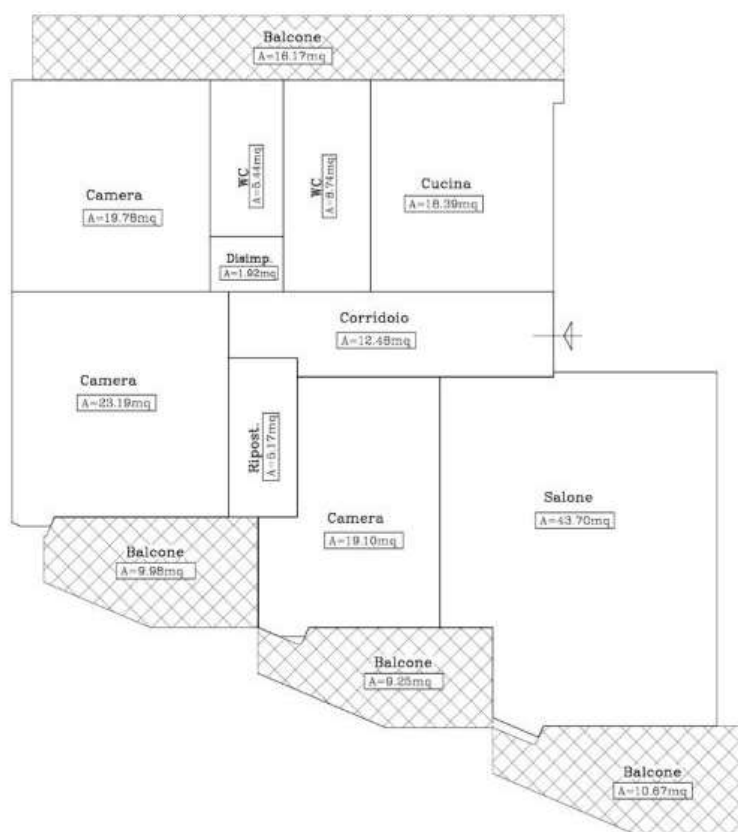 Balcone
A=16.17mq
Camera
A=19.78mq
WC
A=5.44mq
WC
A=8.74mq
Cucina
A=18.39mq
Disimp.
A=1.92mq
Corridoio
A=12.48mq
Camera
A=23.19mq
Ripost.
A=5.17mq
Camera
A=19.10mq
Salone
A=43.70mq
Balcone
A=9.98mq
Balcone
A=9.25mq
Balcone
A=10.67mq